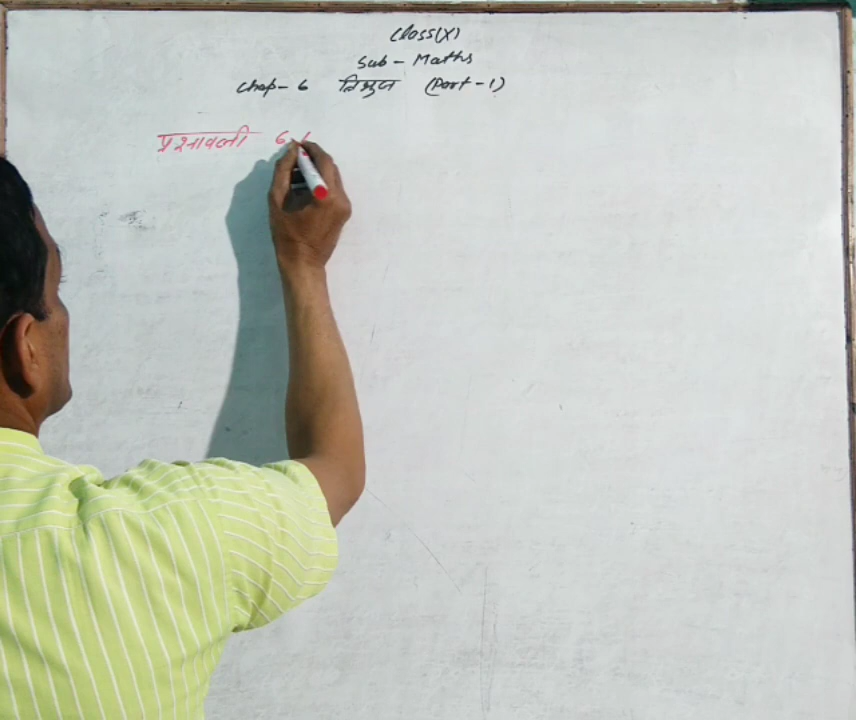 Class(X)
Sub - Maths
Chap- 6 त्रिभुज (Part -1)
प्रश्नावली 6.1